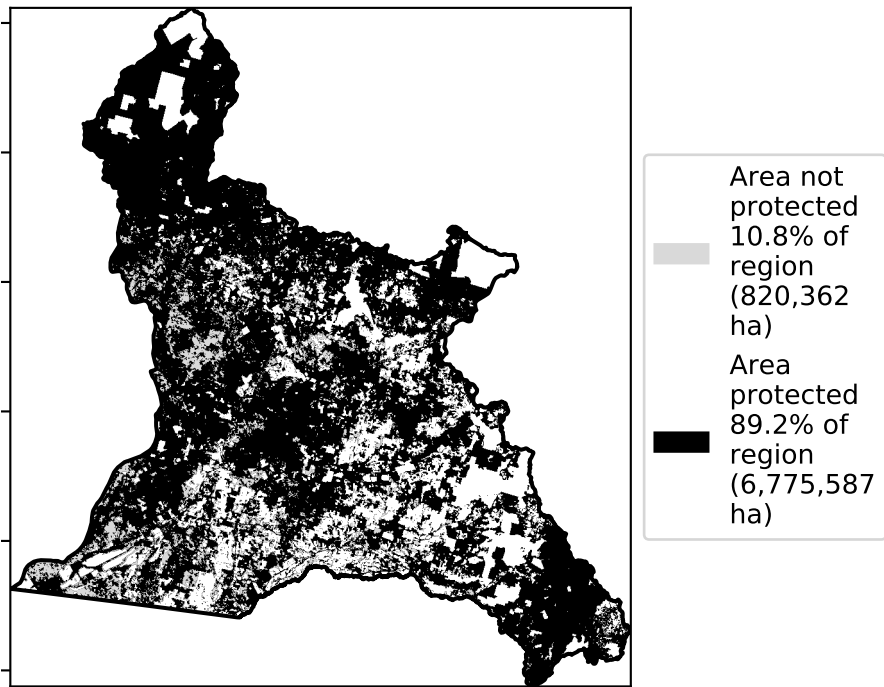 Area not
protected
10.8% of
region
(820,362
ha)
Area
protected
89.2% of
region
(6,775,587
ha)